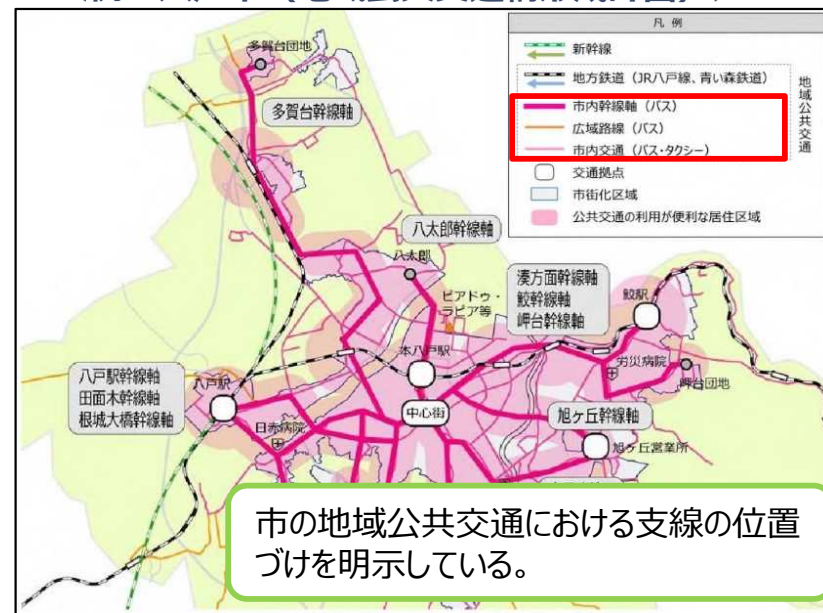 凡 例
新幹線
地方鉄道（JR八戸線、青い森鉄道）
市内幹線軸（バス）
広域路線（バス）
市内交通（バス・タクシー）
地域公共交通
交通拠点
市街化区域
公共交通の利用が便利な居住区域
多賀台団地
多賀台幹線軸
八太郎幹線軸
八太郎
ピアドゥ・
ラピア等
湊方面幹線軸
鮫幹線軸
岬台幹線軸
鮫駅
本八戸駅
労災病院
岬台団地
八戸駅幹線軸
田面木幹線軸
根城大橋幹線軸
八戸駅
日赤病院
中心街
旭ヶ丘幹線軸
旭ヶ丘営業所
市の地域公共交通における支線の位置
づけを明示している。